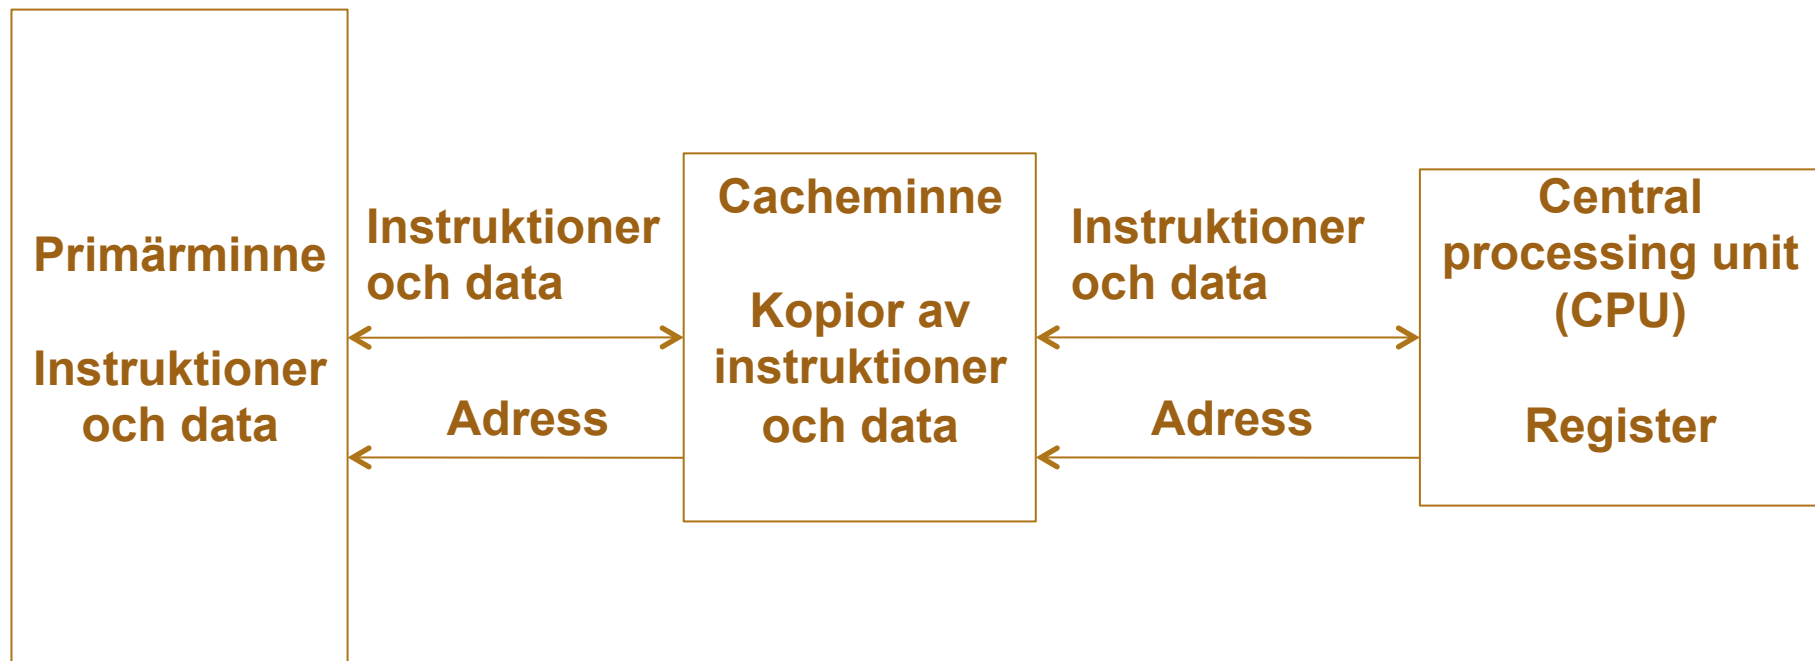 Primärminne
Instruktioner
och data
Instruktioner
och data
Adress
Cacheminne
Kopior av
instruktioner
och data
Instruktioner
och data
Adress
Central
processing unit
(CPU)
Register